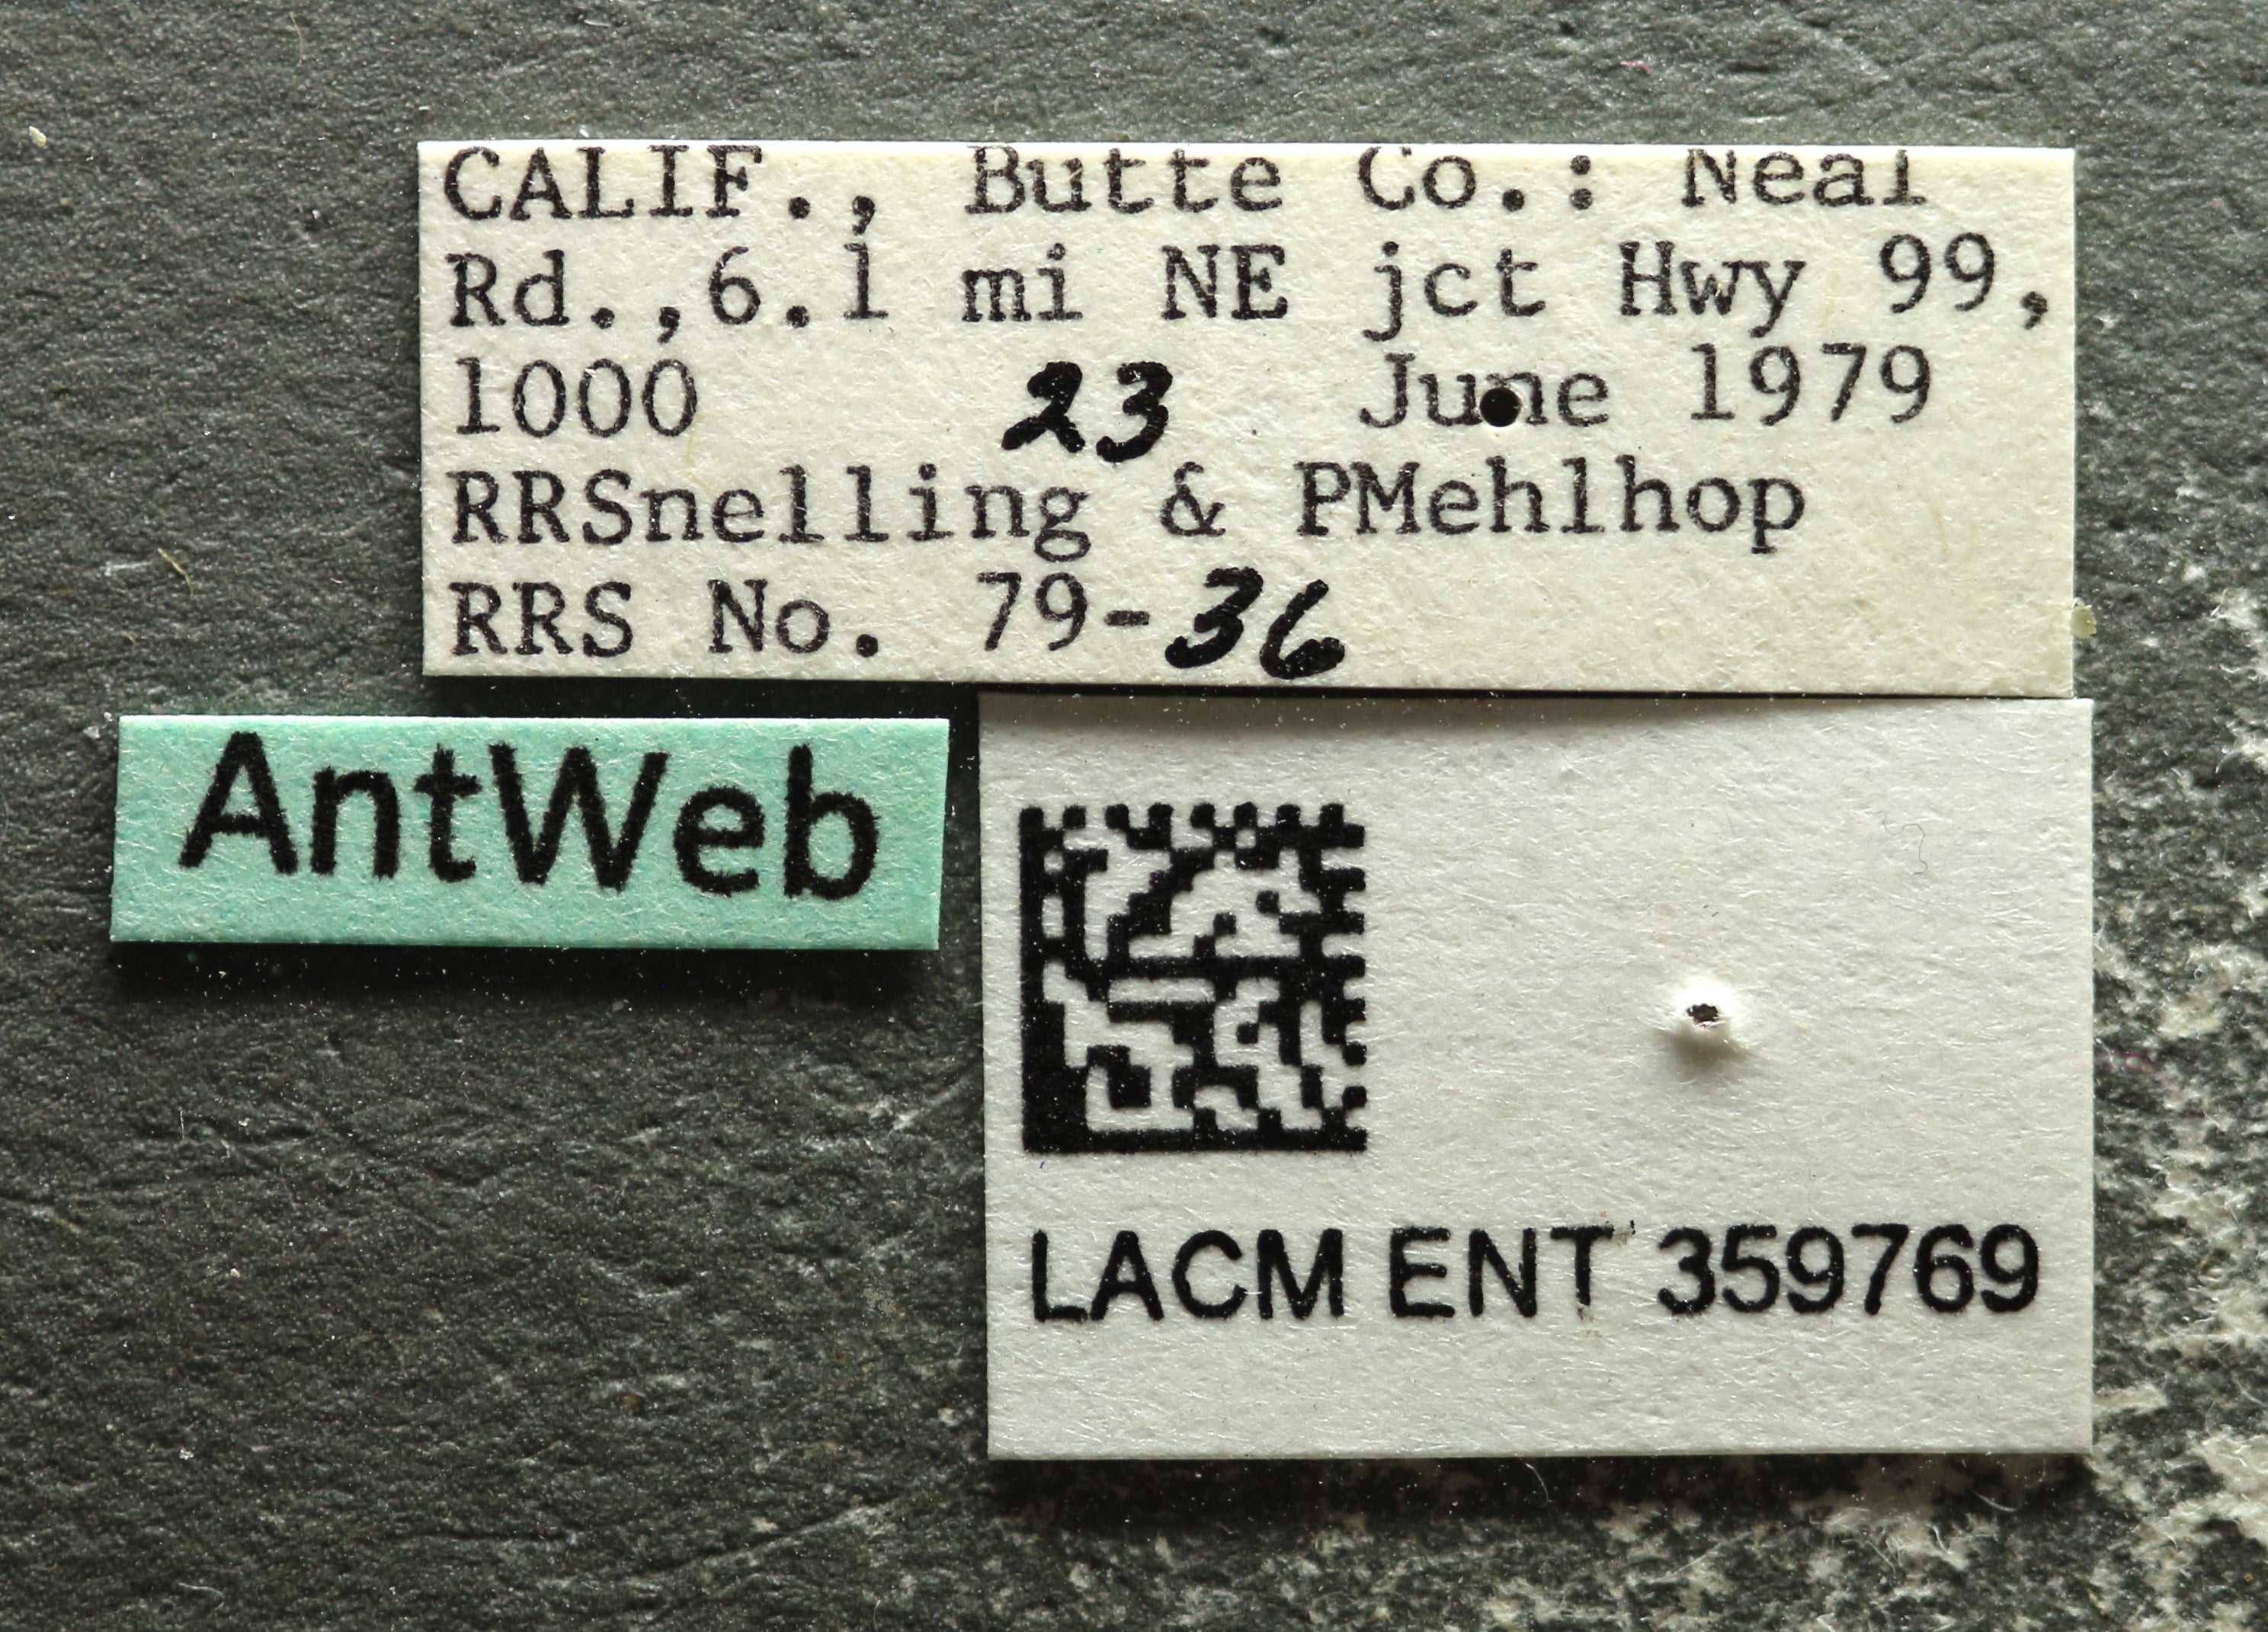 CALIF., Butte Co.: Neal
Rd.,6.1 mi NE jct Hwy 99,
1000 23 June 1979
RRSnelling & PMehlhop
RRS No. 79-36
AntWeb
LACM ENT 359769